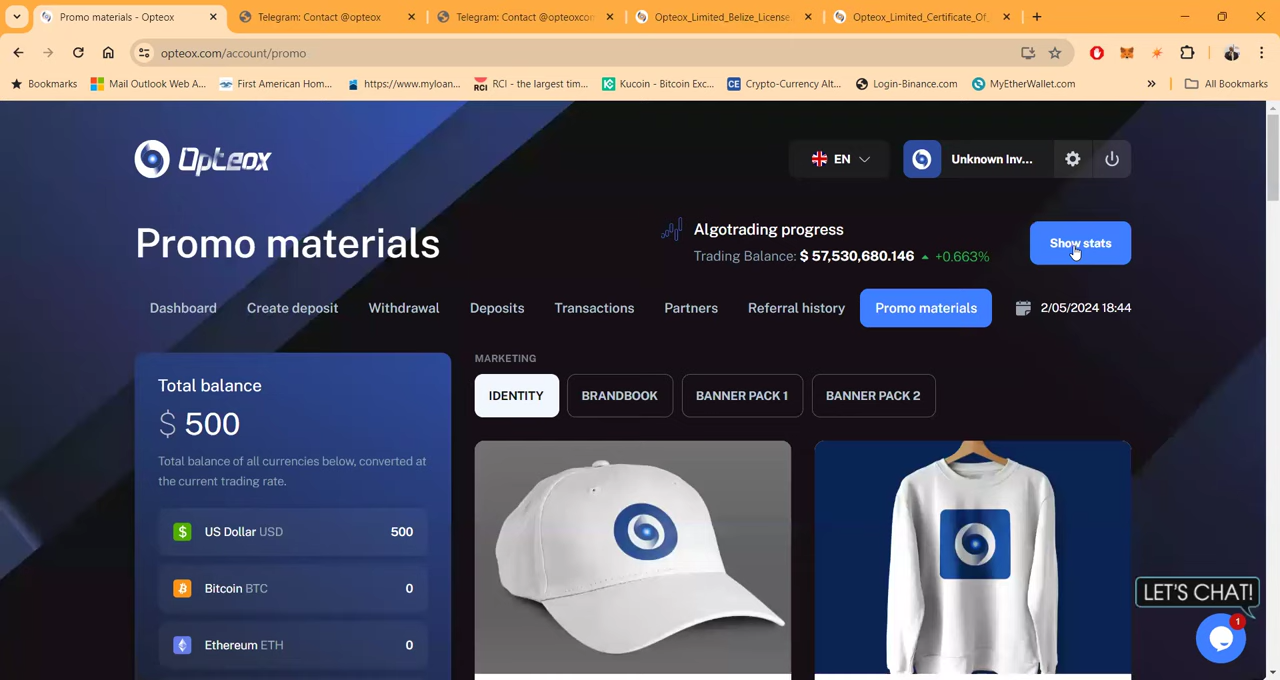 Promo materials - Opteox
Telegram: Contact @opteox
Telegram: Contact @opteoxcom
Opteox_Limited_Belize_License
Opteox_Limited_Certificate_Of_
opteox.com/account/promo
Bookmarks
Mail Outlook Web A...
First American Hom...
https://www.myloan...
RCI
RCI - the largest tim...
Kucoin - Bitcoin Exc...
CE
Crypto-Currency Alt...
Login-Binance.com
MyEtherWallet.com
»
All Bookmarks
Opteox
EN
Unknown Inv...
Promo materials
Algotrading progress
Trading Balance: $ 57,530,680.146 +0.663%
Show stats
Dashboard
Create deposit
Withdrawal
Deposits
Transactions
Partners
Referral history
Promo materials
2/05/2024 18:44
Total balance
$ 500
Total balance of all currencies below, converted at
the current trading rate.
US Dollar USD 500
Bitcoin BTC 0
Ethereum ETH 0
MARKETING
IDENTITY
BRANDBOOK
BANNER PACK 1
BANNER PACK 2
LET'S CHAT!
1